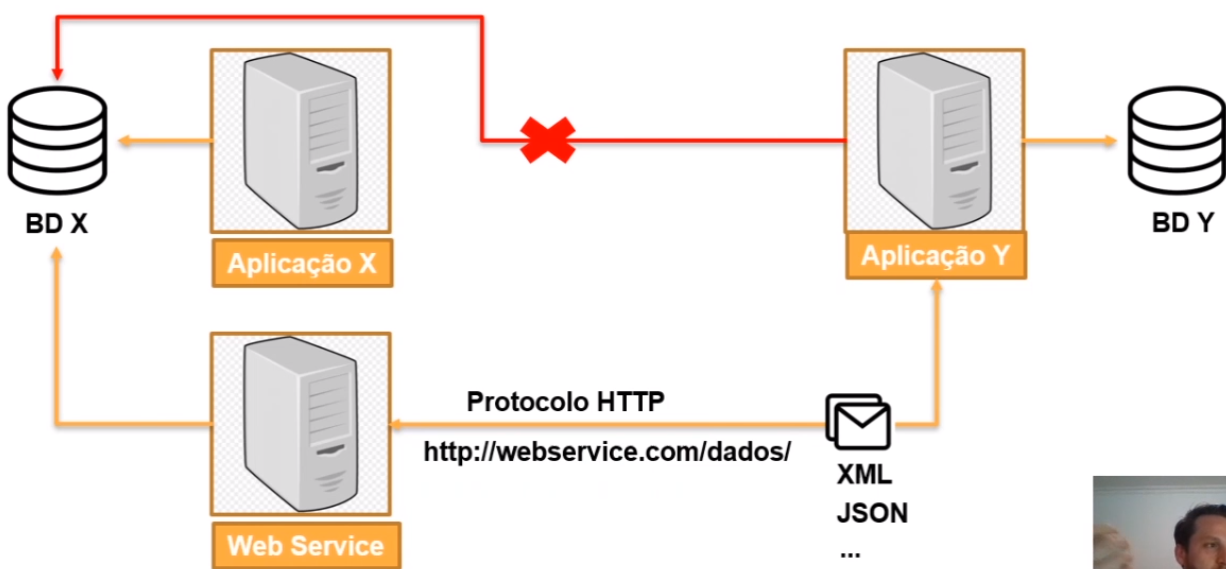 BD X
Aplicação X
Aplicação Y
BD Y
Protocolo HTTP
http://webservice.com/dados/
XML
JSON
...
Web Service